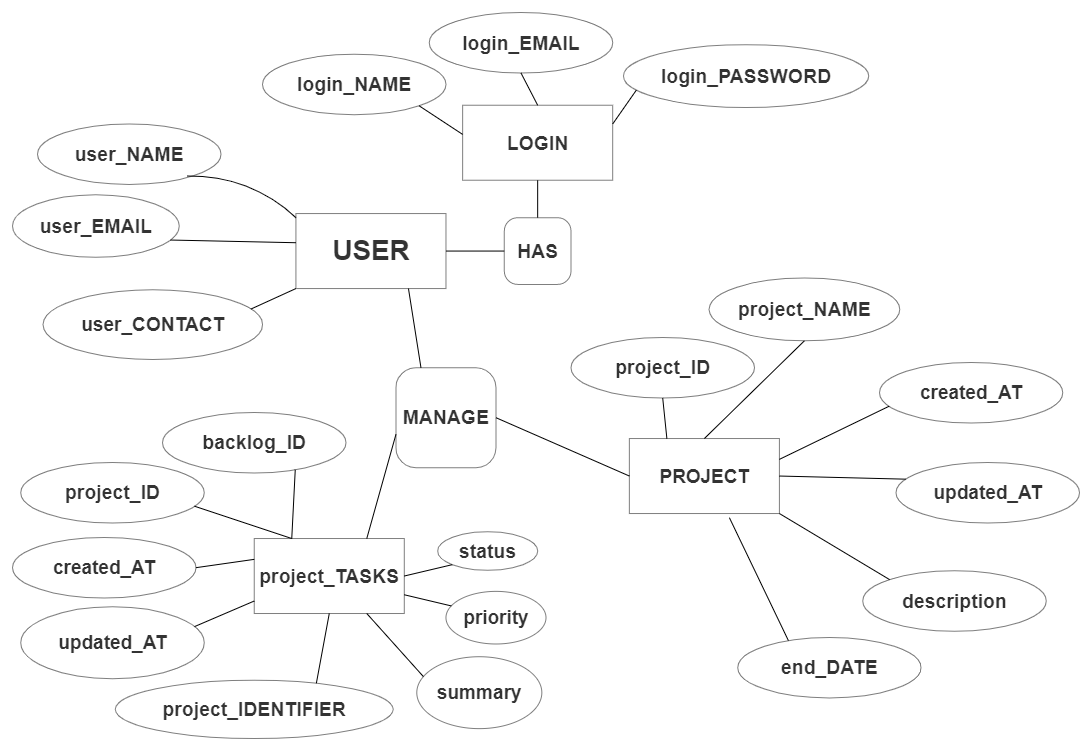 login_EMAIL
login_NAME
login_PASSWORD
LOGIN
user_NAME
user_EMAIL
USER
HAS
user_CONTACT
project_NAME
project_ID
created_AT
MANAGE
backlog_ID
PROJECT
project_ID
updated_AT
status
created_AT
project_TASKS
description
priority
updated_AT
end_DATE
summary
project_IDENTIFIER